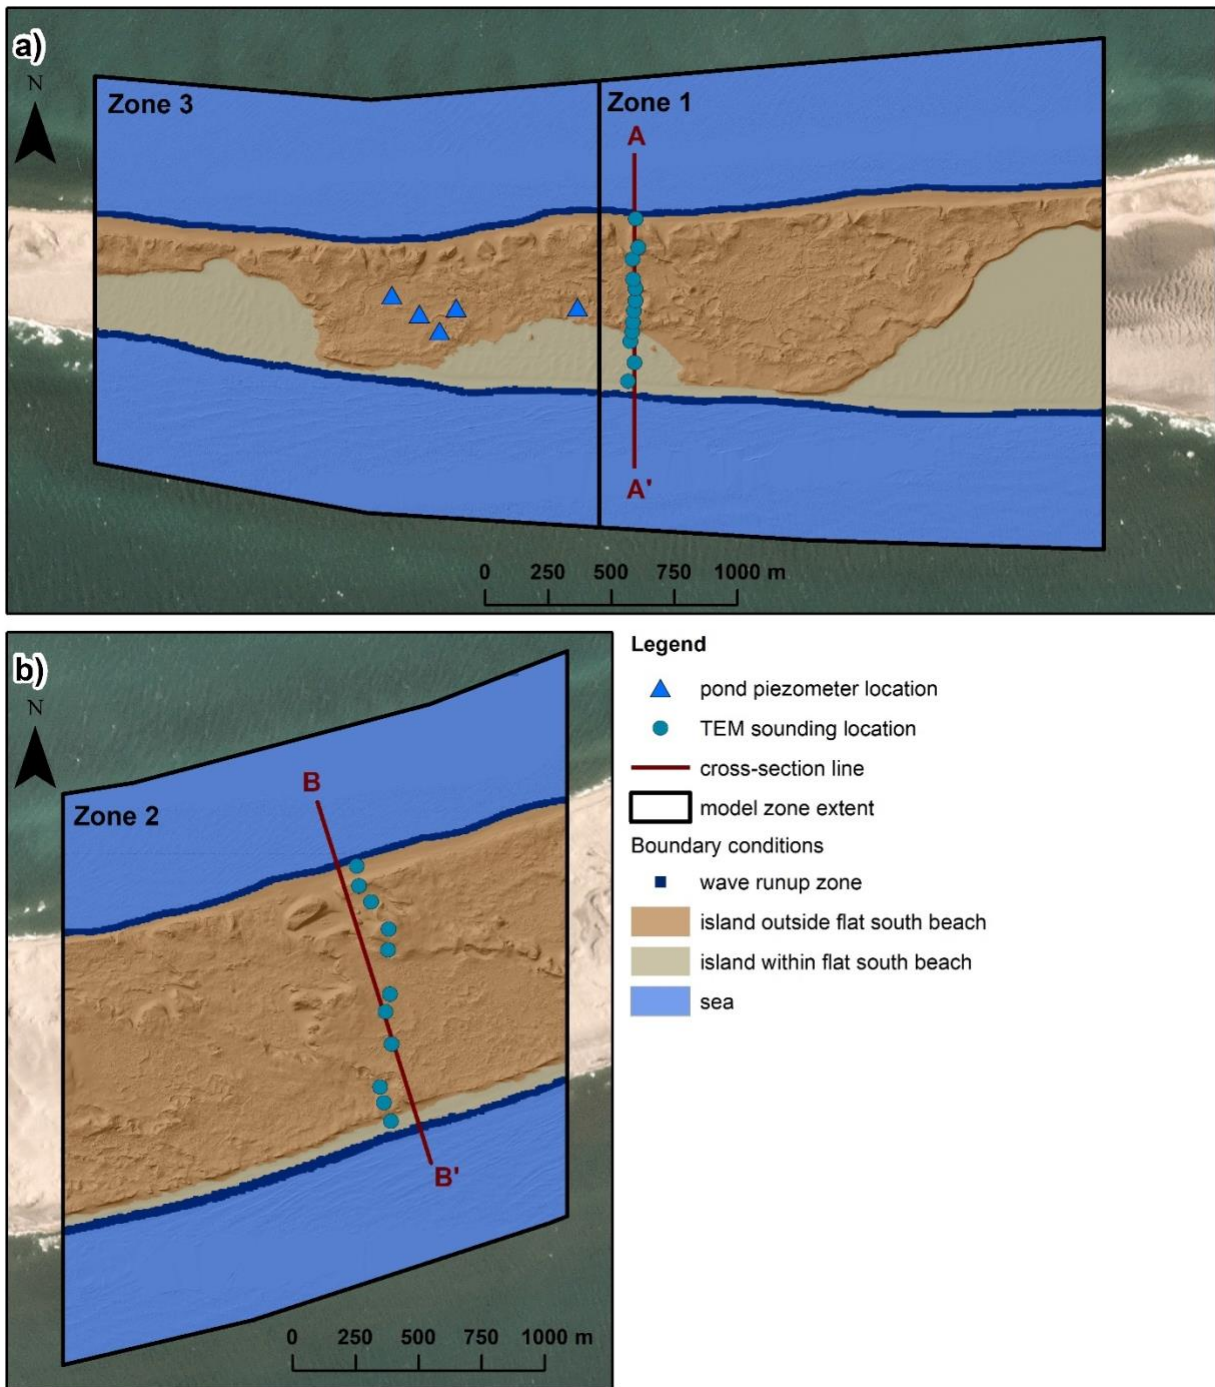 a)
N
Zone 3
Zone 1
A
A'
0 250 500 750 1000 m
b)
N
Zone 2
B
B'
0 250 500 750 1000 m
Legend
pond piezometer location
TEM sounding location
cross-section line
model zone extent
Boundary conditions
wave runup zone
island outside flat south beach
island within flat south beach
sea